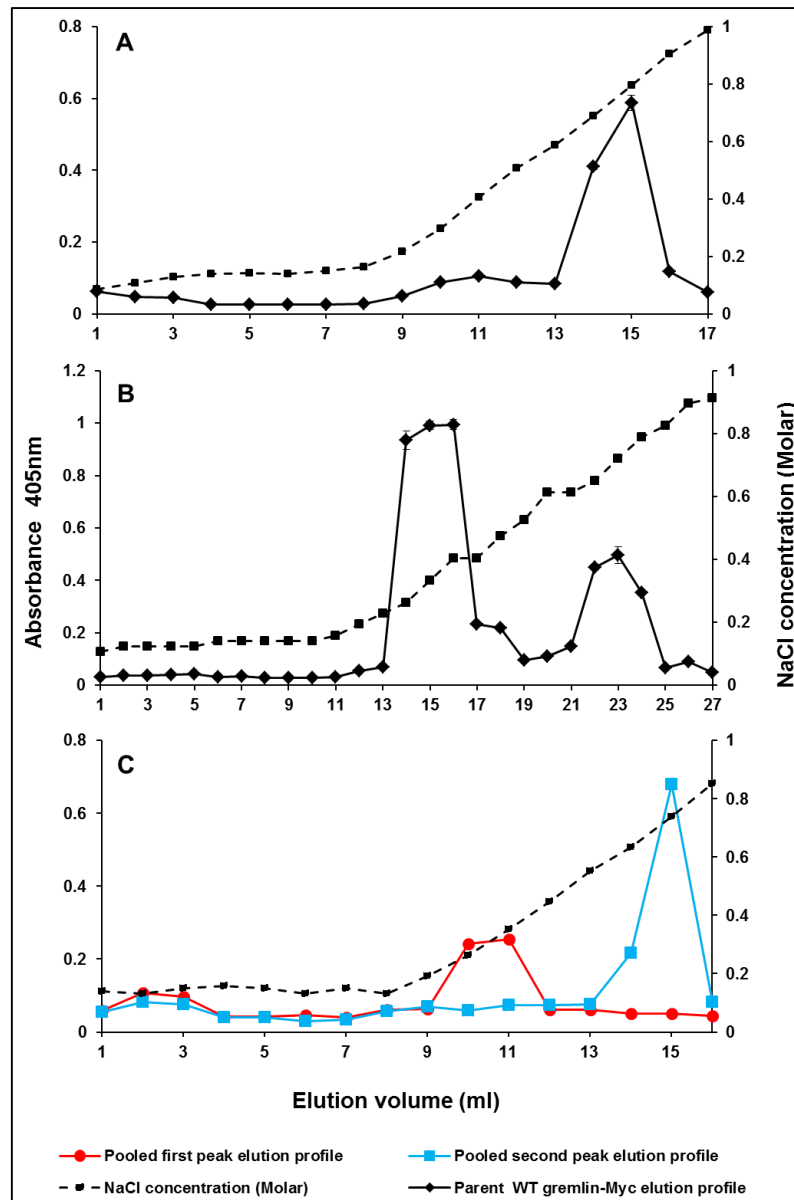 A
0.8
0.6
0.4
0.2
0
1
0.8
0.6
0.4
0.2
0
1 3 5 7 9 11 13 15 17
B
1.2
1
0.8
0.6
0.4
0.2
0
1
0.8
0.6
0.4
0.2
0
1 3 5 7 9 11 13 15 17 19 21 23 25 27
Absorbance 405nm
NaCl concentration (Molar)
C
0.8
0.6
0.4
0.2
0
1
0.8
0.6
0.4
0.2
0
1 3 5 7 9 11 13 15
Elution volume (ml)
Pooled first peak elution profile
Pooled second peak elution profile
NaCl concentration (Molar)
Parent WT gremlin-Myc elution profile